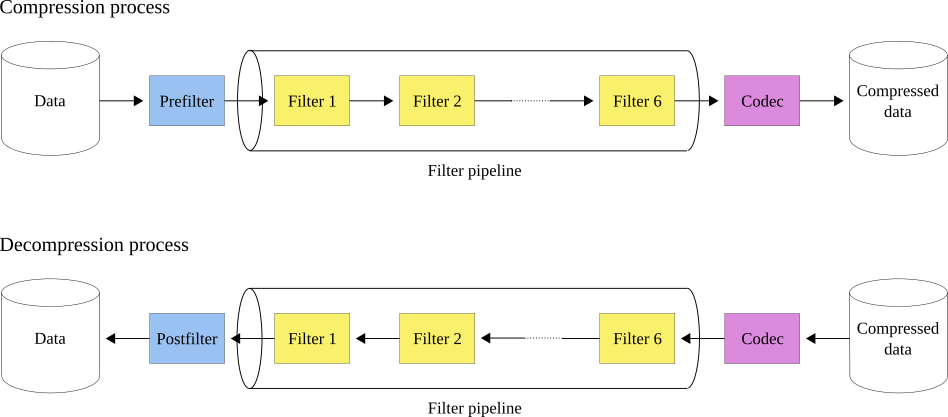 Compression process
Data
Prefilter
Filter 1
Filter 2
Filter 6
Codec
Compressed
data
Filter pipeline
Decompression process
Data
Postfilter
Filter 1
Filter 2
Filter 6
Codec
Compressed
data
Filter pipeline